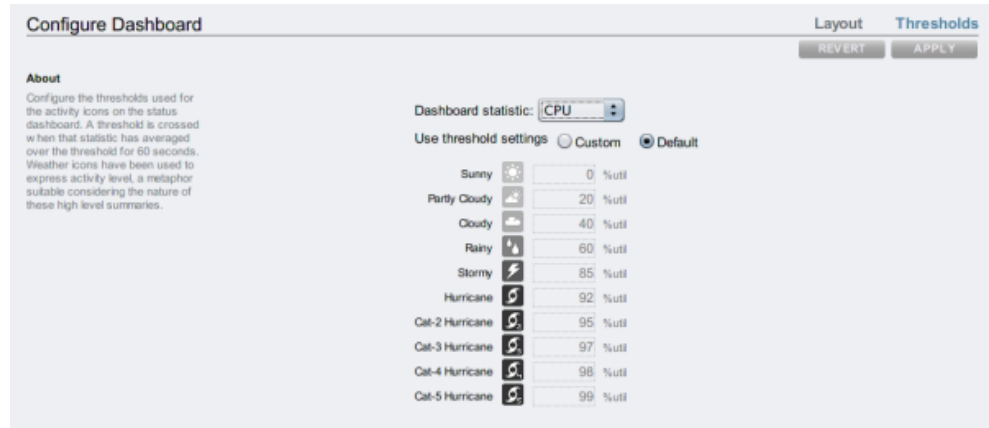 Configure Dashboard
Layout Thresholds
REVERT APPLY
About
Configure the thresholds used for
the activity icons on the status
dashboard. A threshold is crossed
when that statistic has averaged
over the threshold for 60 seconds.
Weather icons have been used to
express activity level, a metaphor
suitable considering the nature of
these high level summaries.
Dashboard statistic: CPU
Use threshold settings Custom Default
Sunny 0 %util
Partly Cloudy 20 %util
Cloudy 40 %util
Rainy 60 %util
Stormy 85 %util
Hurricane 92 %util
Cat-2 Hurricane 2 95 %util
Cat-3 Hurricane 3 97 %util
Cat-4 Hurricane 4 98 %util
Cat-5 Hurricane 5 99 %util